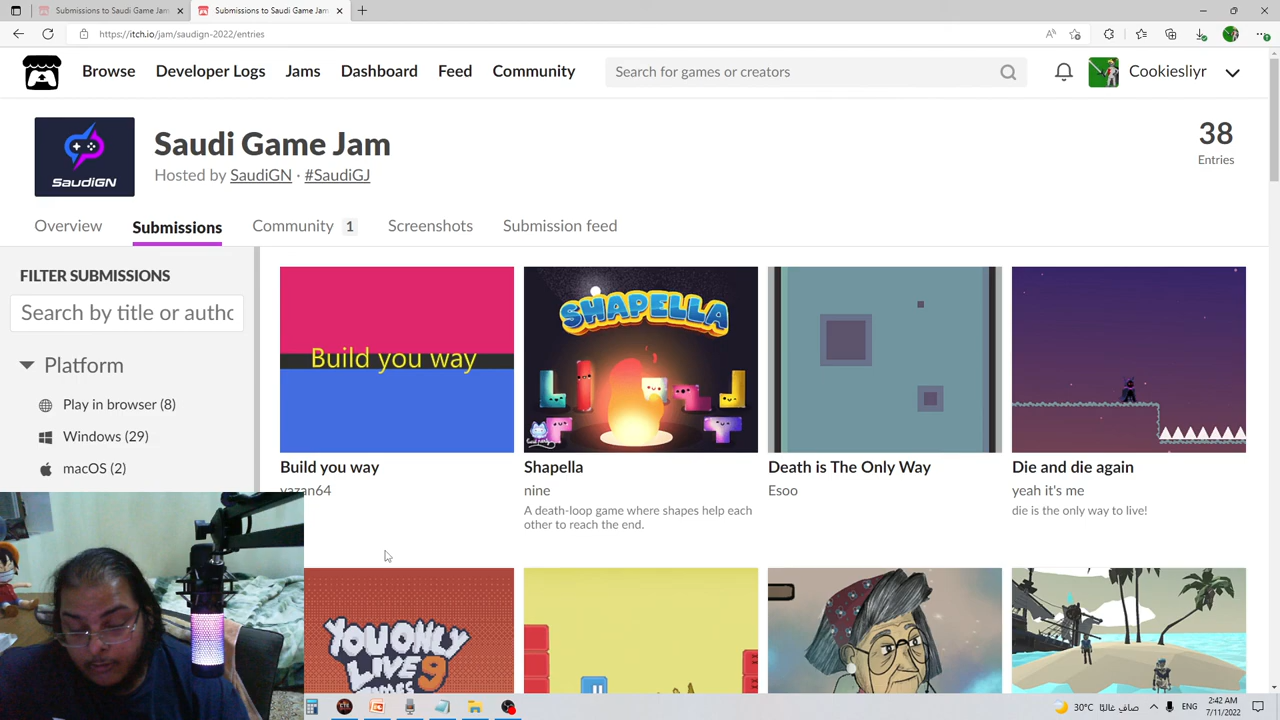 Submissions to Saudi Game Jam
Submissions to Saudi Game Jam
https://itch.io/jam/saudign-2022/entries
Browse
Developer Logs
Jams
Dashboard
Feed
Community
Search for games or creators
Cookiesliyr
SaudiGN
Saudi Game Jam
Hosted by SaudiGN · #SaudiGJ
38
Entries
Overview
Submissions
Community 1
Screenshots
Submission feed
FILTER SUBMISSIONS
Search by title or autho
Platform
Play in browser (8)
Windows (29)
macOS (2)
Build you way
Build you way
yazan64
SHAPELLA
Shapella
nine
A death-loop game where shapes help each
other to reach the end.
Death is The Only Way
Esoo
Die and die again
yeah it's me
die is the only way to live!
YOU ONLY
LIVE 9
30°C
صافي غالبًا
ENG
2:42 AM
7/11/2022